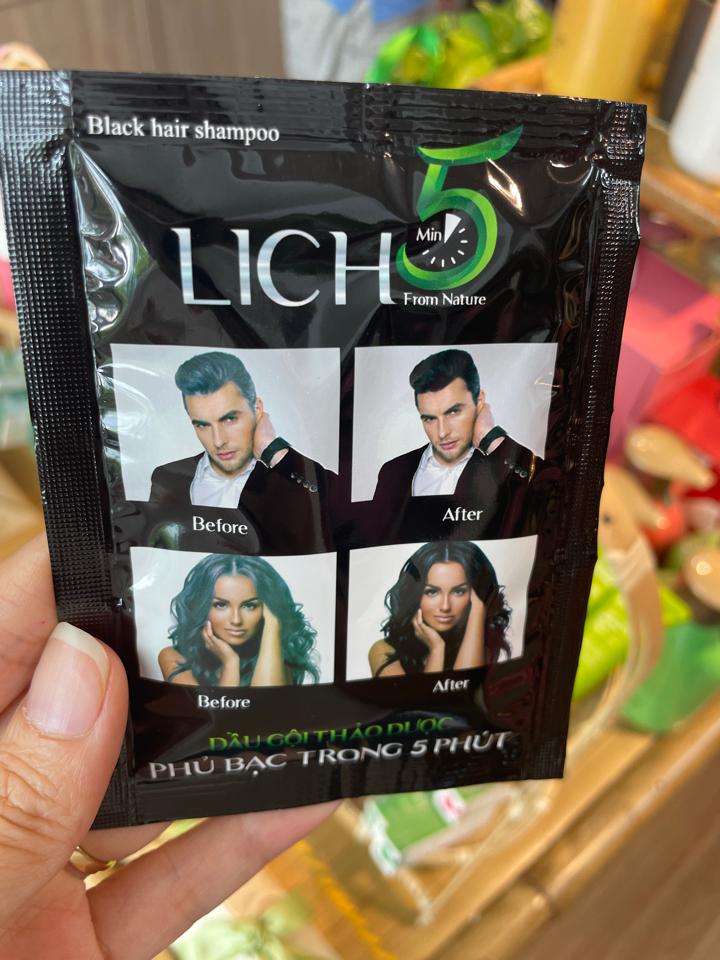 Black hair shampoo
LICH 5
Min
From Nature
Before
After
Before
After
DẦU GỘI THẢO DƯỢC
PHỦ BẠC TRONG 5 PHÚT